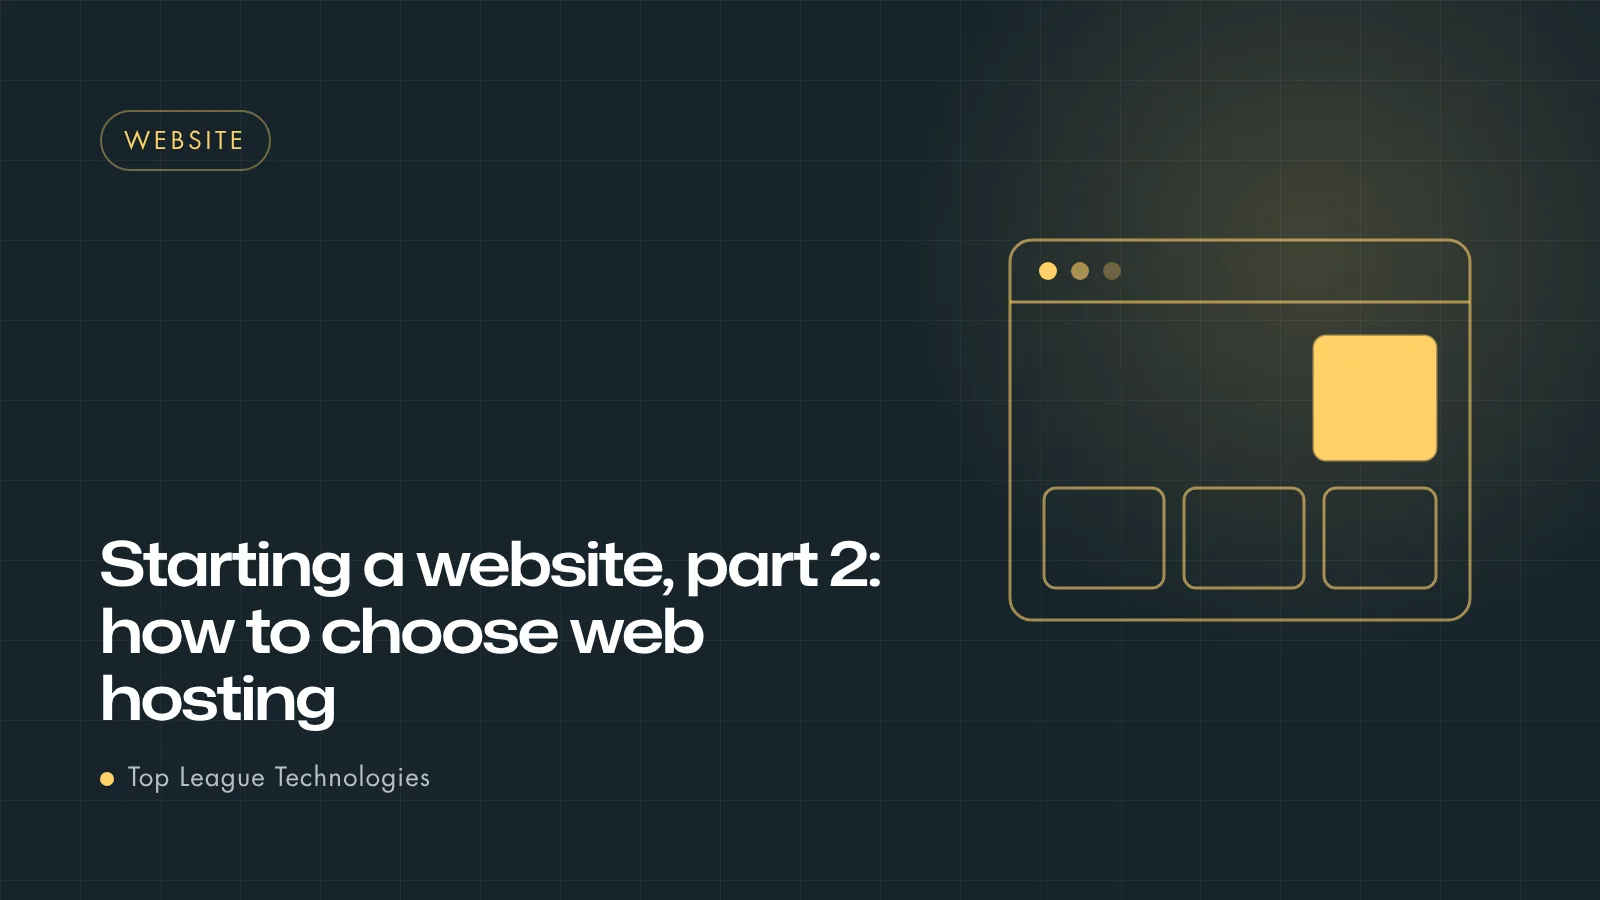 WEBSITE
Starting a website, part 2:
how to choose web
hosting
Top League Technologies